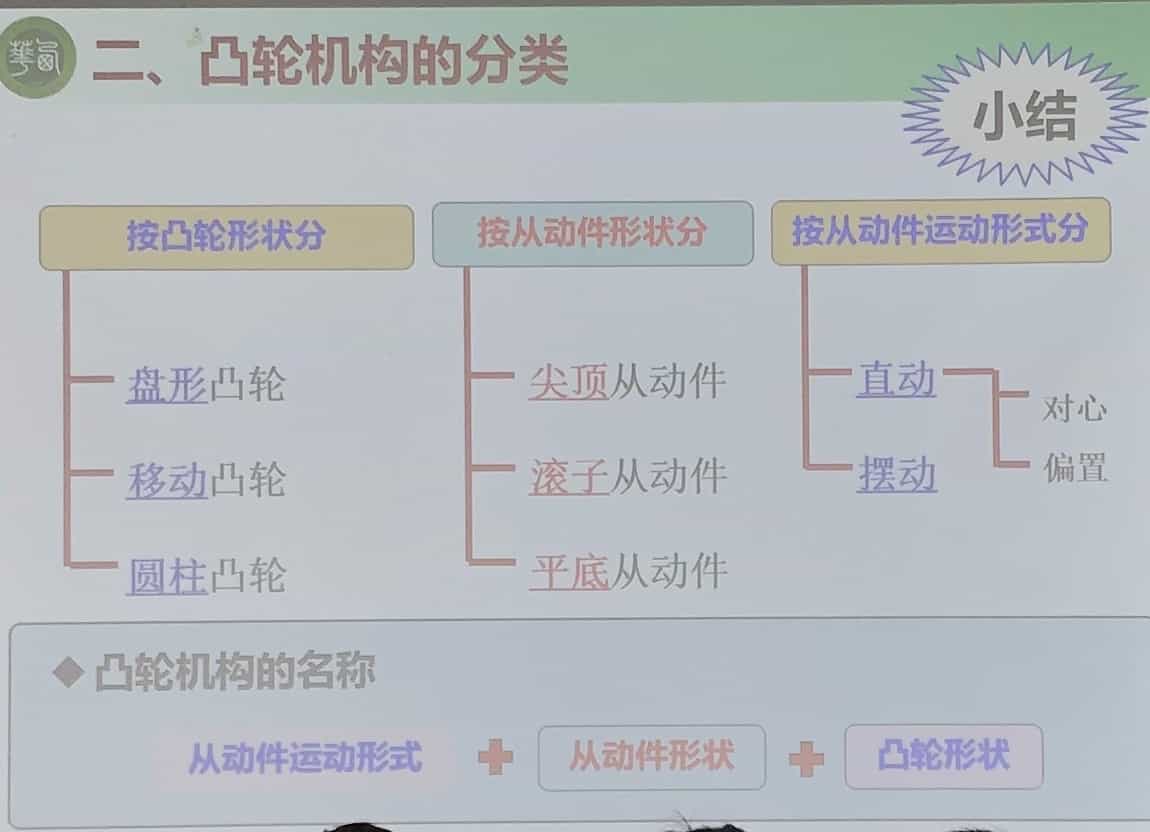 二、凸轮机构的分类
小结
按凸轮形状分
盘形凸轮
移动凸轮
圆柱凸轮
按从动件形状分
尖顶从动件
滚子从动件
平底从动件
按从动件运动形式分
直动
对心
偏置
摆动
◆凸轮机构的名称
从动件运动形式 + 从动件形状 + 凸轮形状